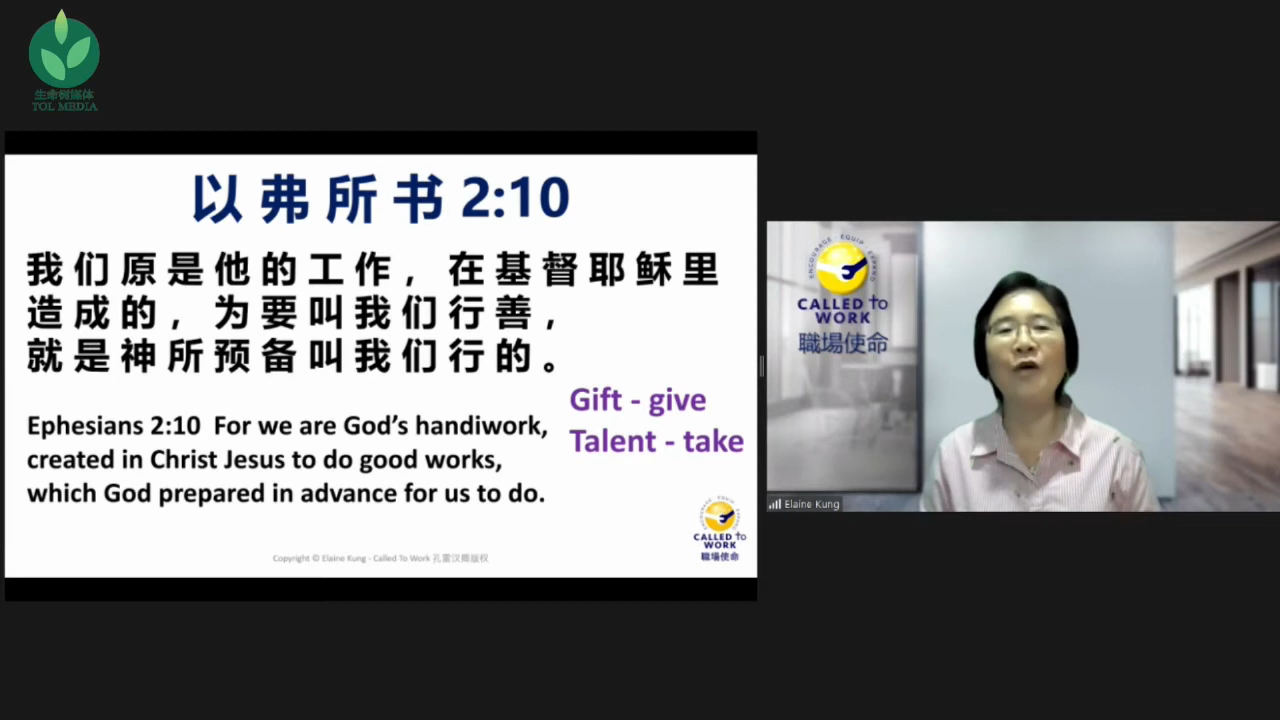 生命树媒体
TOL MEDIA
以弗所书 2:10
我们原是他的工作，在基督耶稣里
造成的，为要叫我们行善，
就是神所预备叫我们行的。
Gift - give
Talent - take
Ephesians 2:10 For we are God’s handiwork,
created in Christ Jesus to do good works,
which God prepared in advance for us to do.
CALLED to
WORK
職場使命
Copyright © Elaine Kung - Called To Work 孔雷汉卿版权
ENCOURAGE · EQUIP · EXPAND
CALLED to
WORK
職場使命
Elaine Kung